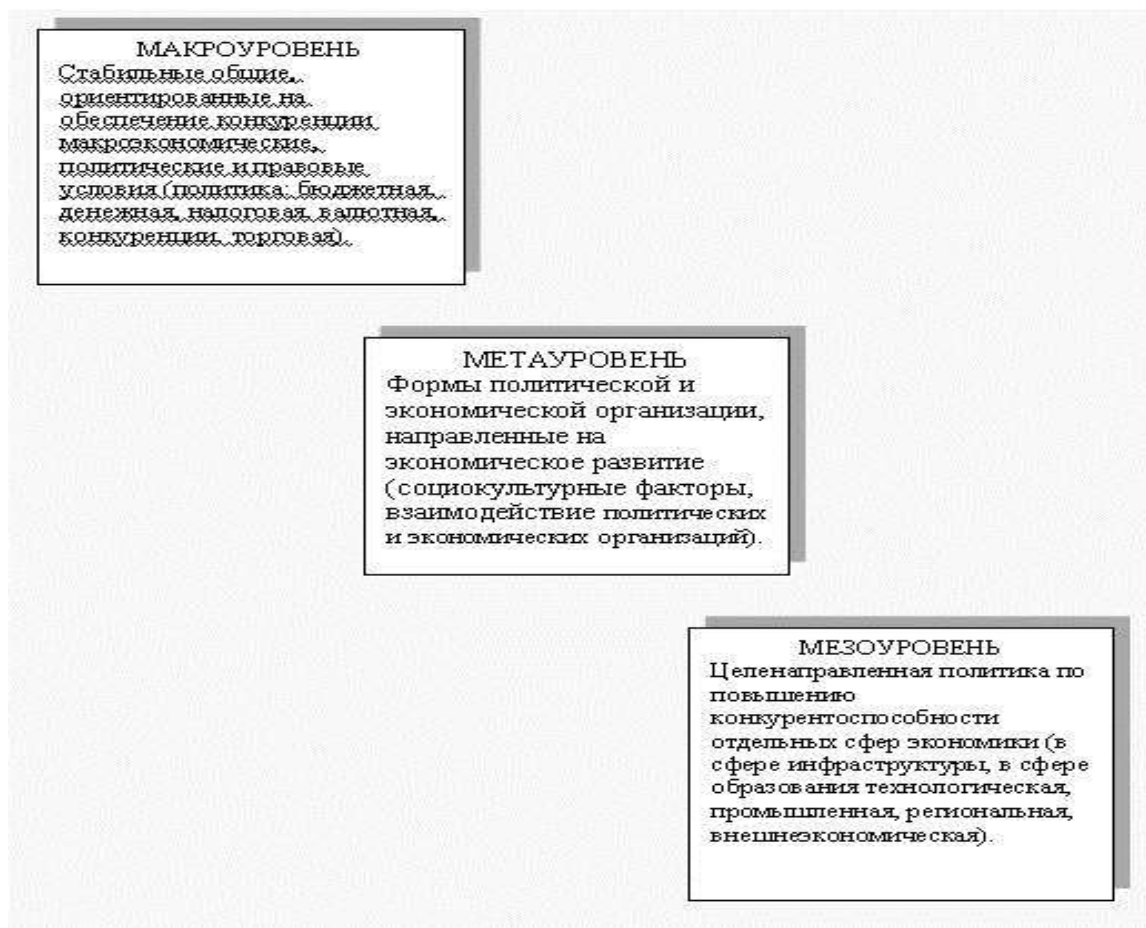 МАКРОУРОВЕНЬ
Стабильные общие,
ориентированные на
обеспечение конкуренции
макроэкономические,
политические и правовые
условия (политика: бюджетная,
денежная, налоговая, валютная,
конкуренции, торговая).
МЕТАУРОВЕНЬ
Формы политической и
экономической организации,
направленные на
экономическое развитие
(социокультурные факторы,
взаимодействие политических
и экономических организаций).
МЕЗОУРОВЕНЬ
Целенаправленная политика по
повышению
конкурентоспособности
отдельных сфер экономики (в
сфере инфраструктуры, в сфере
образования технологическая,
промышленная, региональная,
внешнеэкономическая).